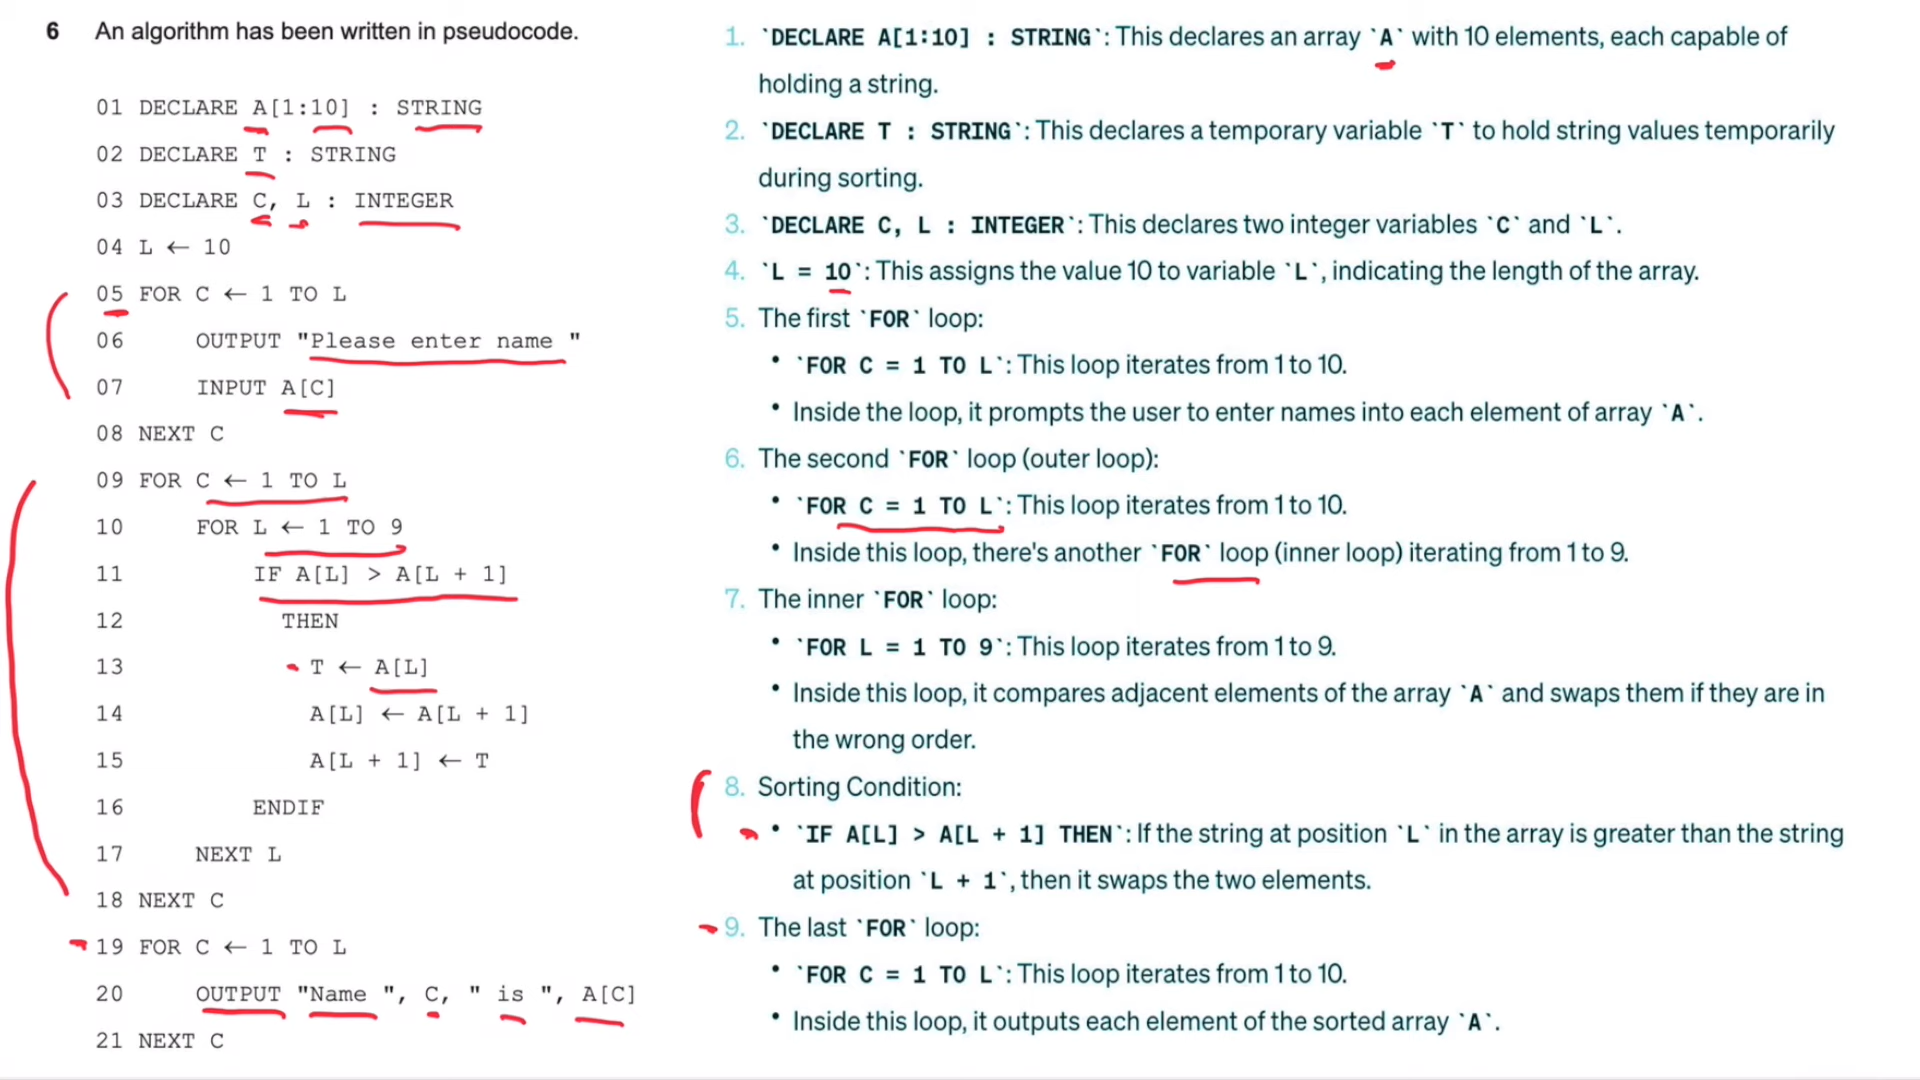 6 An algorithm has been written in pseudocode.
01 DECLARE A[1:10] : STRING
02 DECLARE T : STRING
03 DECLARE C, L : INTEGER
04 L ← 10
05 FOR C ← 1 TO L
06 OUTPUT "Please enter name "
07 INPUT A[C]
08 NEXT C
09 FOR C ← 1 TO L
10 FOR L ← 1 TO 9
11 IF A[L] > A[L + 1]
12 THEN
13 T ← A[L]
14 A[L] ← A[L + 1]
15 A[L + 1] ← T
16 ENDIF
17 NEXT L
18 NEXT C
19 FOR C ← 1 TO L
20 OUTPUT "Name ", C, " is ", A[C]
21 NEXT C
1. `DECLARE A[1:10] : STRING`: This declares an array `A` with 10 elements, each capable of
holding a string.
2. `DECLARE T : STRING`: This declares a temporary variable `T` to hold string values temporarily
during sorting.
3. `DECLARE C, L : INTEGER`: This declares two integer variables `C` and `L`.
4. `L = 10`: This assigns the value 10 to variable `L`, indicating the length of the array.
5. The first `FOR` loop:
• `FOR C = 1 TO L`: This loop iterates from 1 to 10.
• Inside the loop, it prompts the user to enter names into each element of array `A`.
6. The second `FOR` loop (outer loop):
• `FOR C = 1 TO L`: This loop iterates from 1 to 10.
• Inside this loop, there's another `FOR` loop (inner loop) iterating from 1 to 9.
7. The inner `FOR` loop:
• `FOR L = 1 TO 9`: This loop iterates from 1 to 9.
• Inside this loop, it compares adjacent elements of the array `A` and swaps them if they are in
the wrong order.
8. Sorting Condition:
• `IF A[L] > A[L + 1] THEN`: If the string at position `L` in the array is greater than the string
at position `L + 1`, then it swaps the two elements.
9. The last `FOR` loop:
• `FOR C = 1 TO L`: This loop iterates from 1 to 10.
• Inside this loop, it outputs each element of the sorted array `A`.